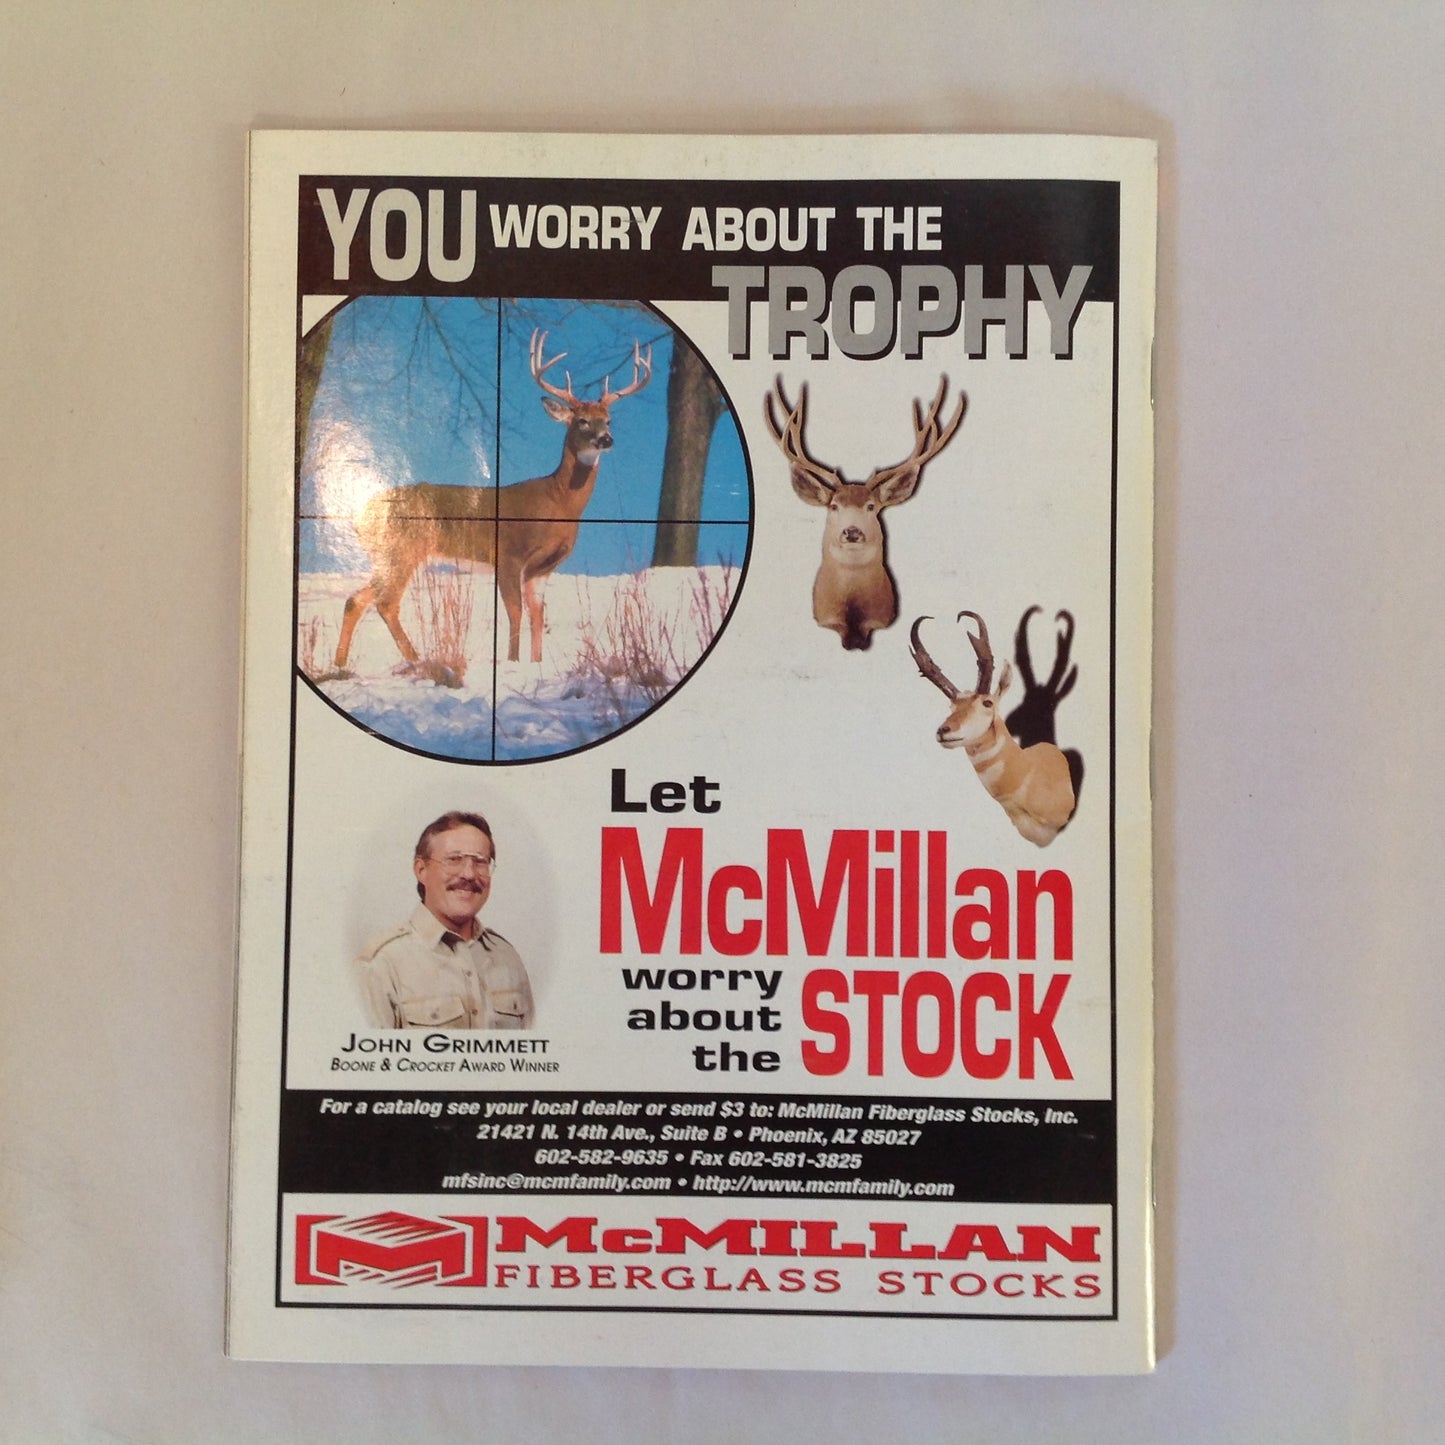 YOU WORRY ABOUT THE
TROPHY
Let
McMillan
worry
about
the
STOCK
JOHN GRIMMETT
BOONE & CROCKET AWARD WINNER
For a catalog see your local dealer or send $3 to: McMillan Fiberglass Stocks, Inc.
21421 N. 14th Ave., Suite B • Phoenix, AZ 85027
602-582-9635 • Fax 602-581-3825
mfsinc@mcmfamily.com • http://www.mcmfamily.com
McMILLAN
FIBERGLASS STOCKS